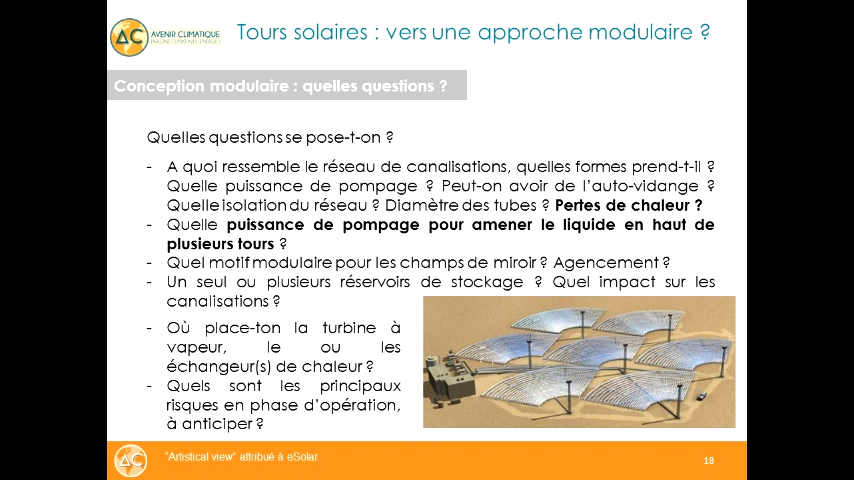 AVENIR CLIMATIQUE
PARLONS CLIMAT AVEC ENERGIE !
Tours solaires : vers une approche modulaire ?
Conception modulaire : quelles questions ?
Quelles questions se pose-t-on ?
- A quoi ressemble le réseau de canalisations, quelles formes prend-t-il ?
Quelle puissance de pompage ? Peut-on avoir de l'auto-vidange ?
Quelle isolation du réseau ? Diamètre des tubes ? Pertes de chaleur ?
- Quelle puissance de pompage pour amener le liquide en haut de
plusieurs tours ?
- Quel motif modulaire pour les champs de miroir ? Agencement ?
- Un seul ou plusieurs réservoirs de stockage ? Quel impact sur les
canalisations ?
- Où place-ton la turbine à
vapeur, le ou les
échangeur(s) de chaleur ?
- Quels sont les principaux
risques en phase d'opération,
à anticiper ?
"Artistical view" attribué à eSolar.
18